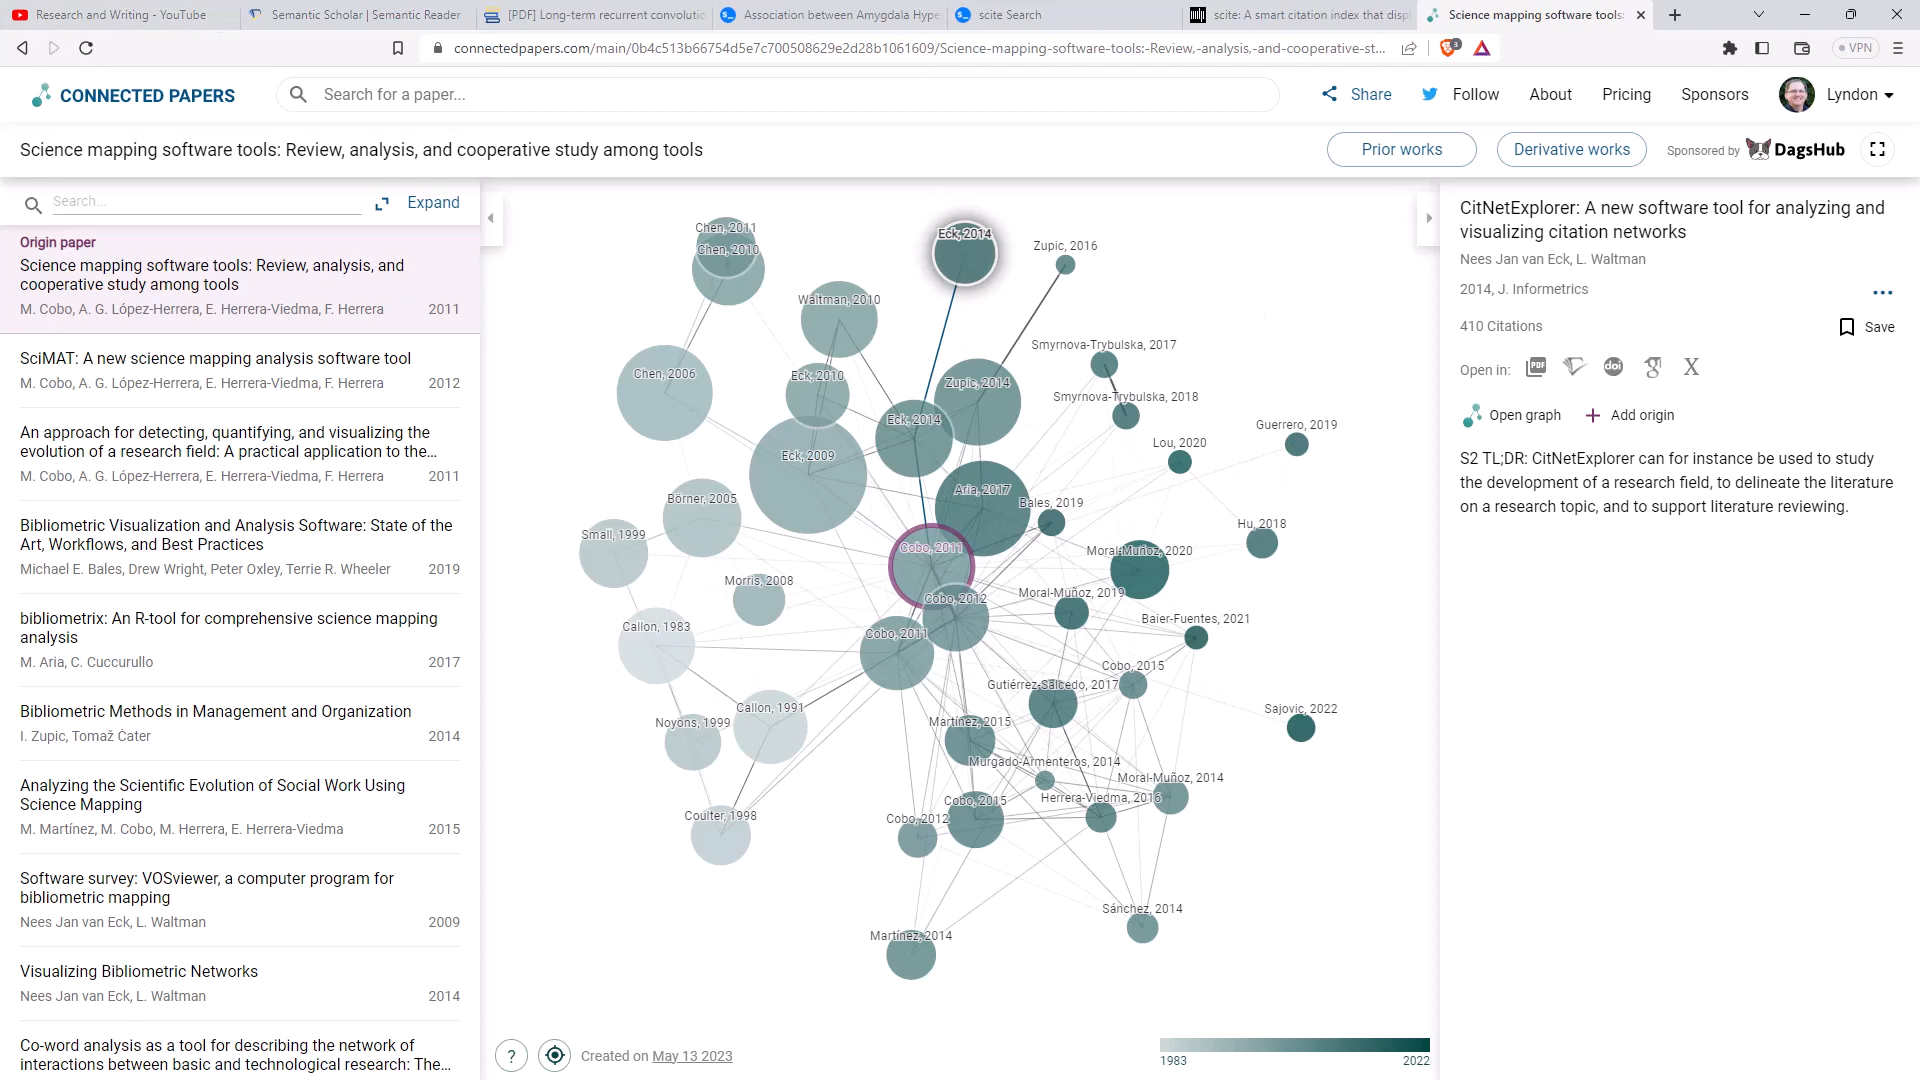 Research and Writing - YouTube
Semantic Scholar | Semantic Reader
[PDF] Long-term recurrent convolutio
Association between Amygdala Hype
scite Search
scite: A smart citation index that disp
Science mapping software tools:
connectedpapers.com/main/0b4c513b66754d5e7c700508629e2d28b1061609/Science-mapping-software-tools:-Review,-analysis,-and-cooperative-st...
3
VPN
CONNECTED PAPERS
Search for a paper...
Share
Follow
About
Pricing
Sponsors
Lyndon
Science mapping software tools: Review, analysis, and cooperative study among tools
Prior works
Derivative works
Sponsored by
DagsHub
Search...
Expand
Origin paper
Science mapping software tools: Review, analysis, and
cooperative study among tools
M. Cobo, A. G. López-Herrera, E. Herrera-Viedma, F. Herrera 2011
SciMAT: A new science mapping analysis software tool
M. Cobo, A. G. López-Herrera, E. Herrera-Viedma, F. Herrera 2012
An approach for detecting, quantifying, and visualizing the
evolution of a research field: A practical application to the...
M. Cobo, A. G. López-Herrera, E. Herrera-Viedma, F. Herrera 2011
Bibliometric Visualization and Analysis Software: State of the
Art, Workflows, and Best Practices
Michael E. Bales, Drew Wright, Peter Oxley, Terrie R. Wheeler 2019
bibliometrix: An R-tool for comprehensive science mapping
analysis
M. Aria, C. Cuccurullo 2017
Bibliometric Methods in Management and Organization
I. Zupic, Tomaž Čater 2014
Analyzing the Scientific Evolution of Social Work Using
Science Mapping
M. Martínez, M. Cobo, M. Herrera, E. Herrera-Viedma 2015
Software survey: VOSviewer, a computer program for
bibliometric mapping
Nees Jan van Eck, L. Waltman 2009
Visualizing Bibliometric Networks
Nees Jan van Eck, L. Waltman 2014
Co-word analysis as a tool for describing the network of
interactions between basic and technological research: The...
Chen, 2011
Eck, 2014
Zupic, 2016
Chen, 2010
Waltman, 2010
Smyrnova-Trybulska, 2017
Chen, 2006
Eck, 2010
Zupic, 2014
Smyrnova-Trybulska, 2018
Eck, 2014
Guerrero, 2019
Lou, 2020
Eck, 2009
Aria, 2017
Börner, 2005
Bales, 2019
Hu, 2018
Small, 1999
Cobo, 2011
Moral-Muñoz, 2020
Morris, 2008
Moral-Muñoz, 2019
Cobo, 2012
Baier-Fuentes, 2021
Callon, 1983
Cobo, 2011
Cobo, 2015
Gutiérrez-Salcedo, 2017
Callon, 1991
Sajovic, 2022
Noyons, 1999
Martínez, 2015
Murgado-Armenteros, 2014
Moral-Muñoz, 2014
Cobo, 2015
Herrera-Viedma, 2016
Coulter, 1998
Cobo, 2012
Sánchez, 2014
Martínez, 2014
?
Created on May 13 2023
1983
2022
CitNetExplorer: A new software tool for analyzing and
visualizing citation networks
Nees Jan van Eck, L. Waltman
2014, J. Informetrics
410 Citations
Save
Open in:
PDF
doi
g
X
Open graph
Add origin
S2 TL;DR: CitNetExplorer can for instance be used to study
the development of a research field, to delineate the literature
on a research topic, and to support literature reviewing.